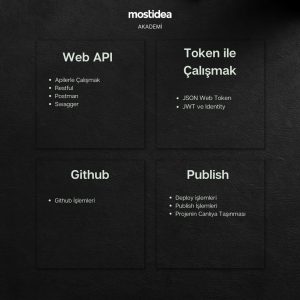 mostidea
AKADEMİ
Web API
Apilerle Çalışmak
Restful
Postman
Swagger
Token ile
Çalışmak
JSON Web Token
JWT ve Identity
Github
Github İşlemleri
Publish
Deploy işlemleri
Publish İşlemleri
Projenin Canlıya Taşınması